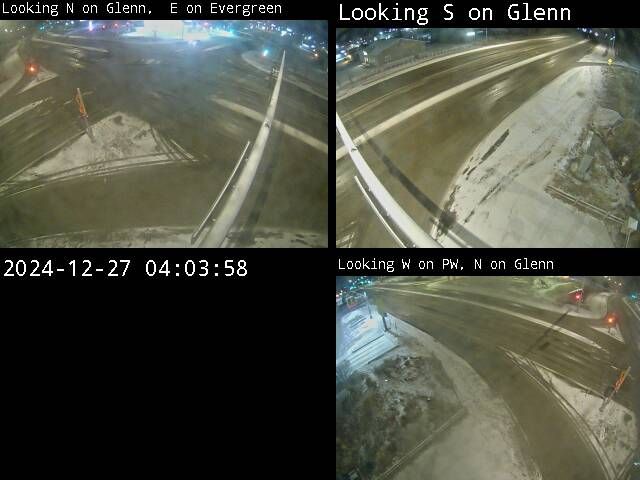 Looking N on Glenn, E on Evergreen
Looking S on Glenn
2024-12-27 04:03:58
Looking W on PW, N on Glenn